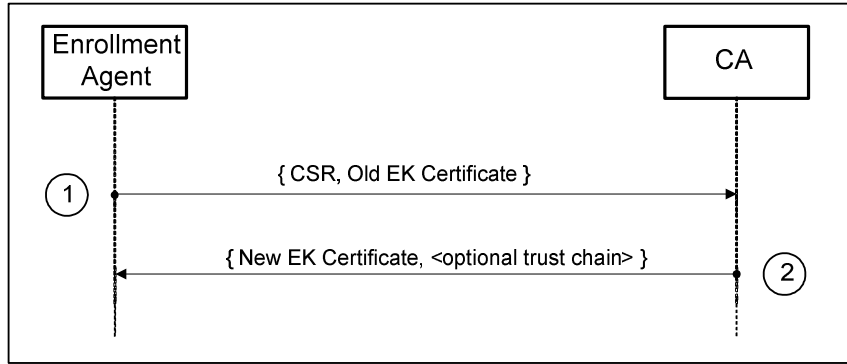 Enrollment
Agent
CA
{ CSR, Old EK Certificate }
1
{ New EK Certificate, <optional trust chain> }
2